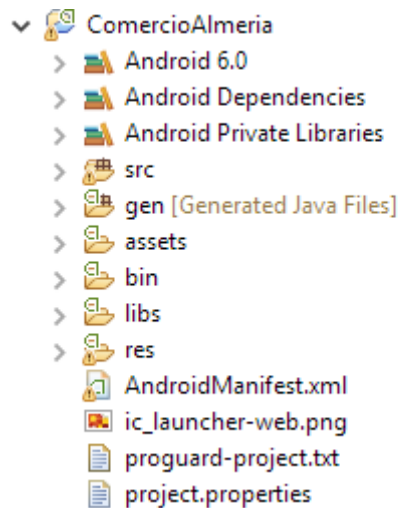 ComercioAlmeria
Android 6.0
Android Dependencies
Android Private Libraries
src
gen [Generated Java Files]
assets
bin
libs
res
AndroidManifest.xml
ic_launcher-web.png
proguard-project.txt
project.properties